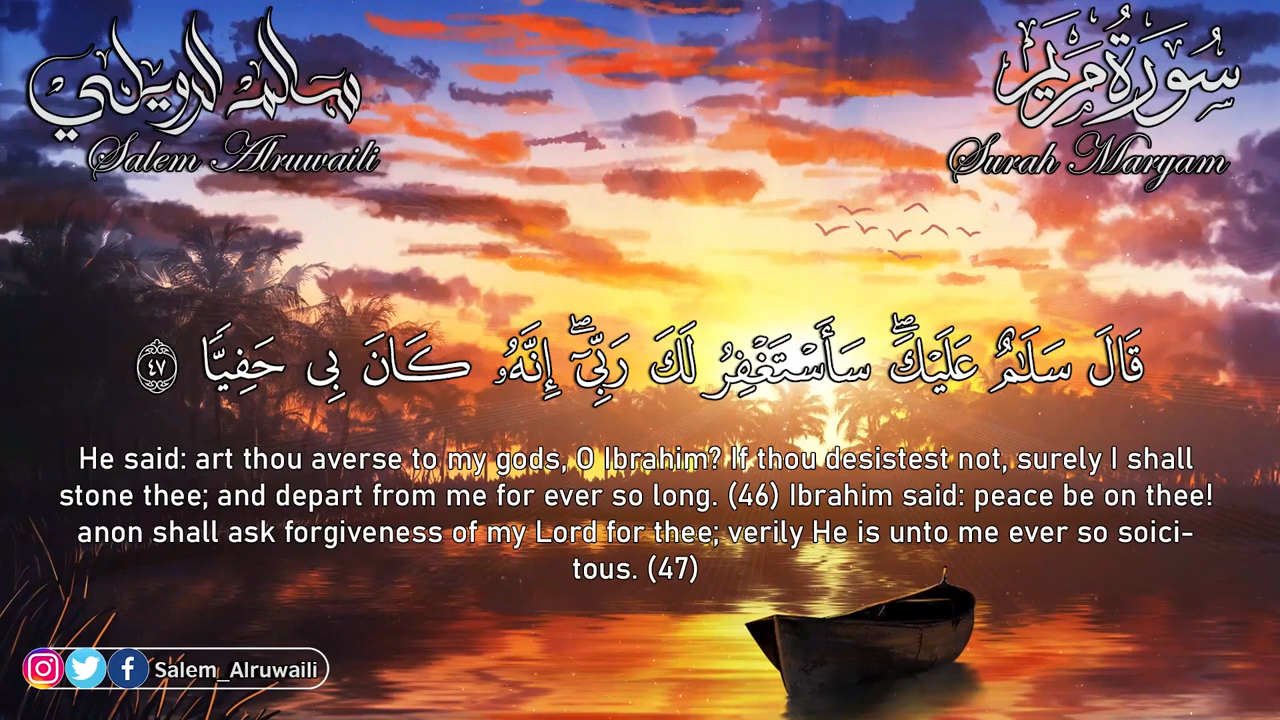 سالم الرويلي
Salem Alruwaili
سُورَةُ مَرْيَم
Surah Maryam
قَالَ سَلَٰمٌ عَلَيْكَ ۖ سَأَسْتَغْفِرُ لَكَ رَبِّىٓ ۖ إِنَّهُۥ كَانَ بِى حَفِيًّا ٤٧
He said: art thou averse to my gods, O Ibrahim? If thou desistest not, surely I shall
stone thee; and depart from me for ever so long. (46) Ibrahim said: peace be on thee!
anon shall ask forgiveness of my Lord for thee; verily He is unto me ever so soici-
tous. (47)
Salem_Alruwaili